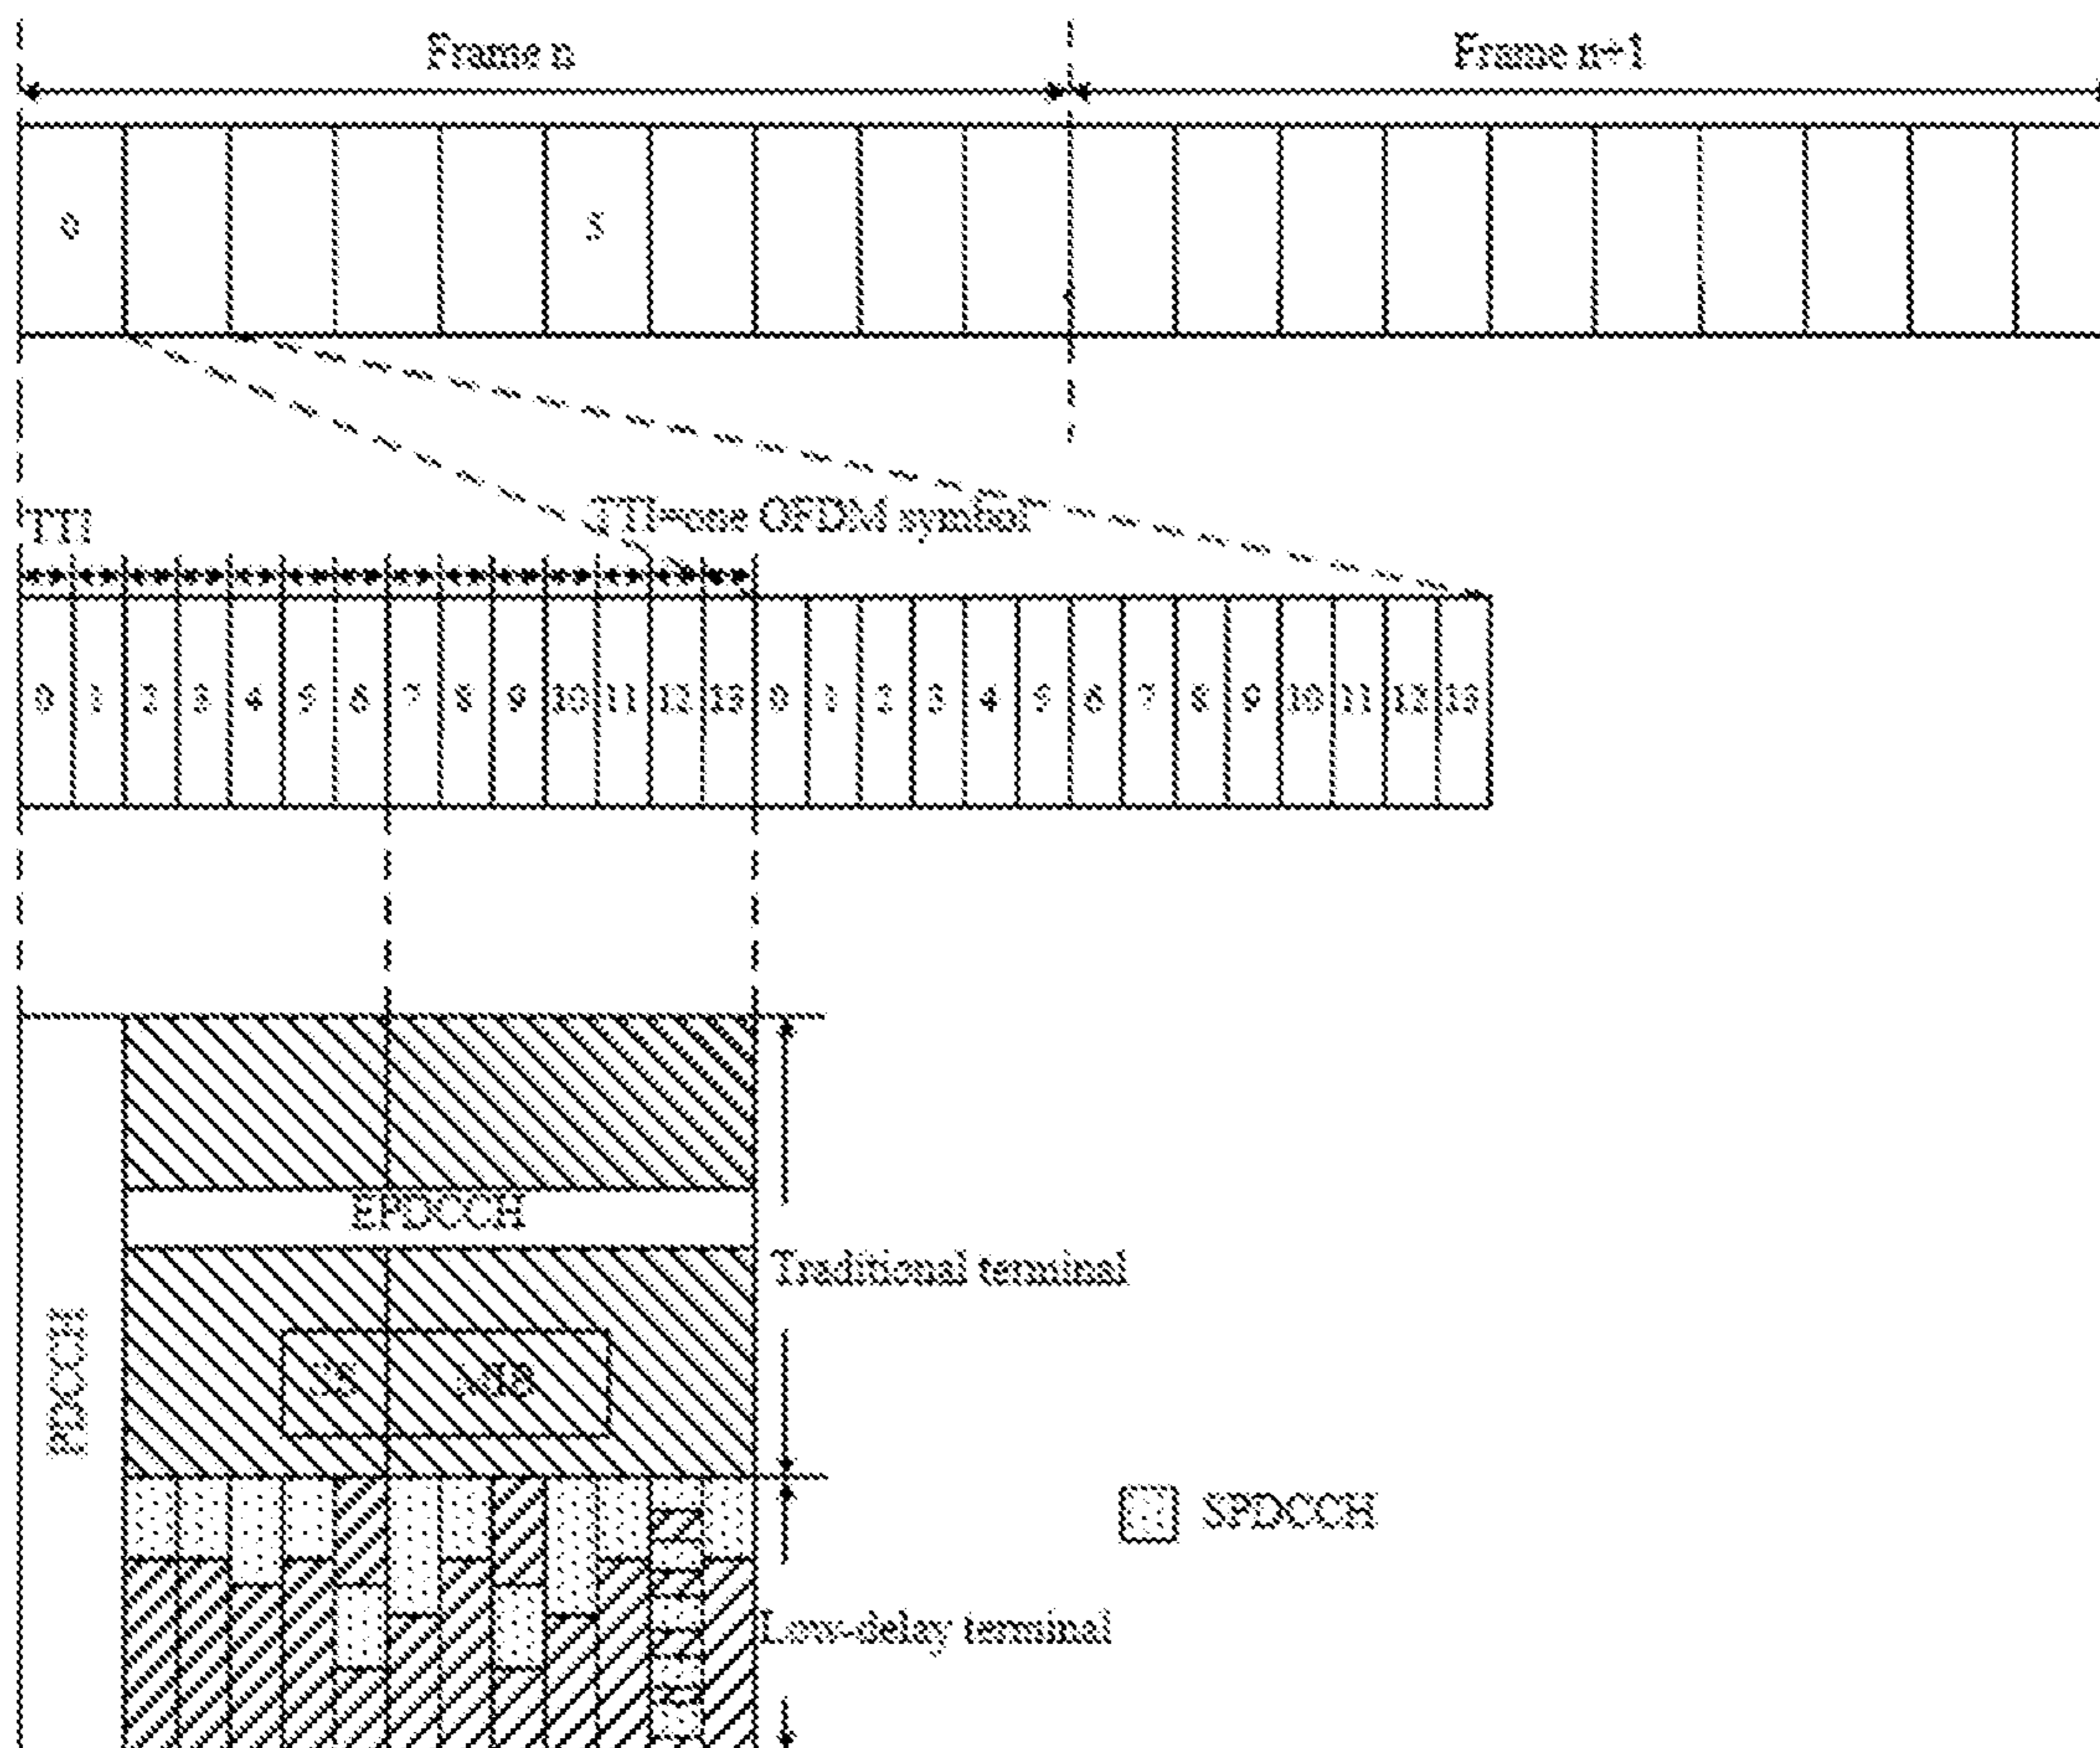 Frame n
Frame n+1
0
5
TTI
TTI=one OFDM symbol
0 1 2 3 4 5 6 7 8 9 10 11 12 13 0 1 2 3 4 5 6 7 8 9 10 11 12 13
EPDCCH
Traditional terminal
PDCCH
SPDCCH
Low-delay terminal